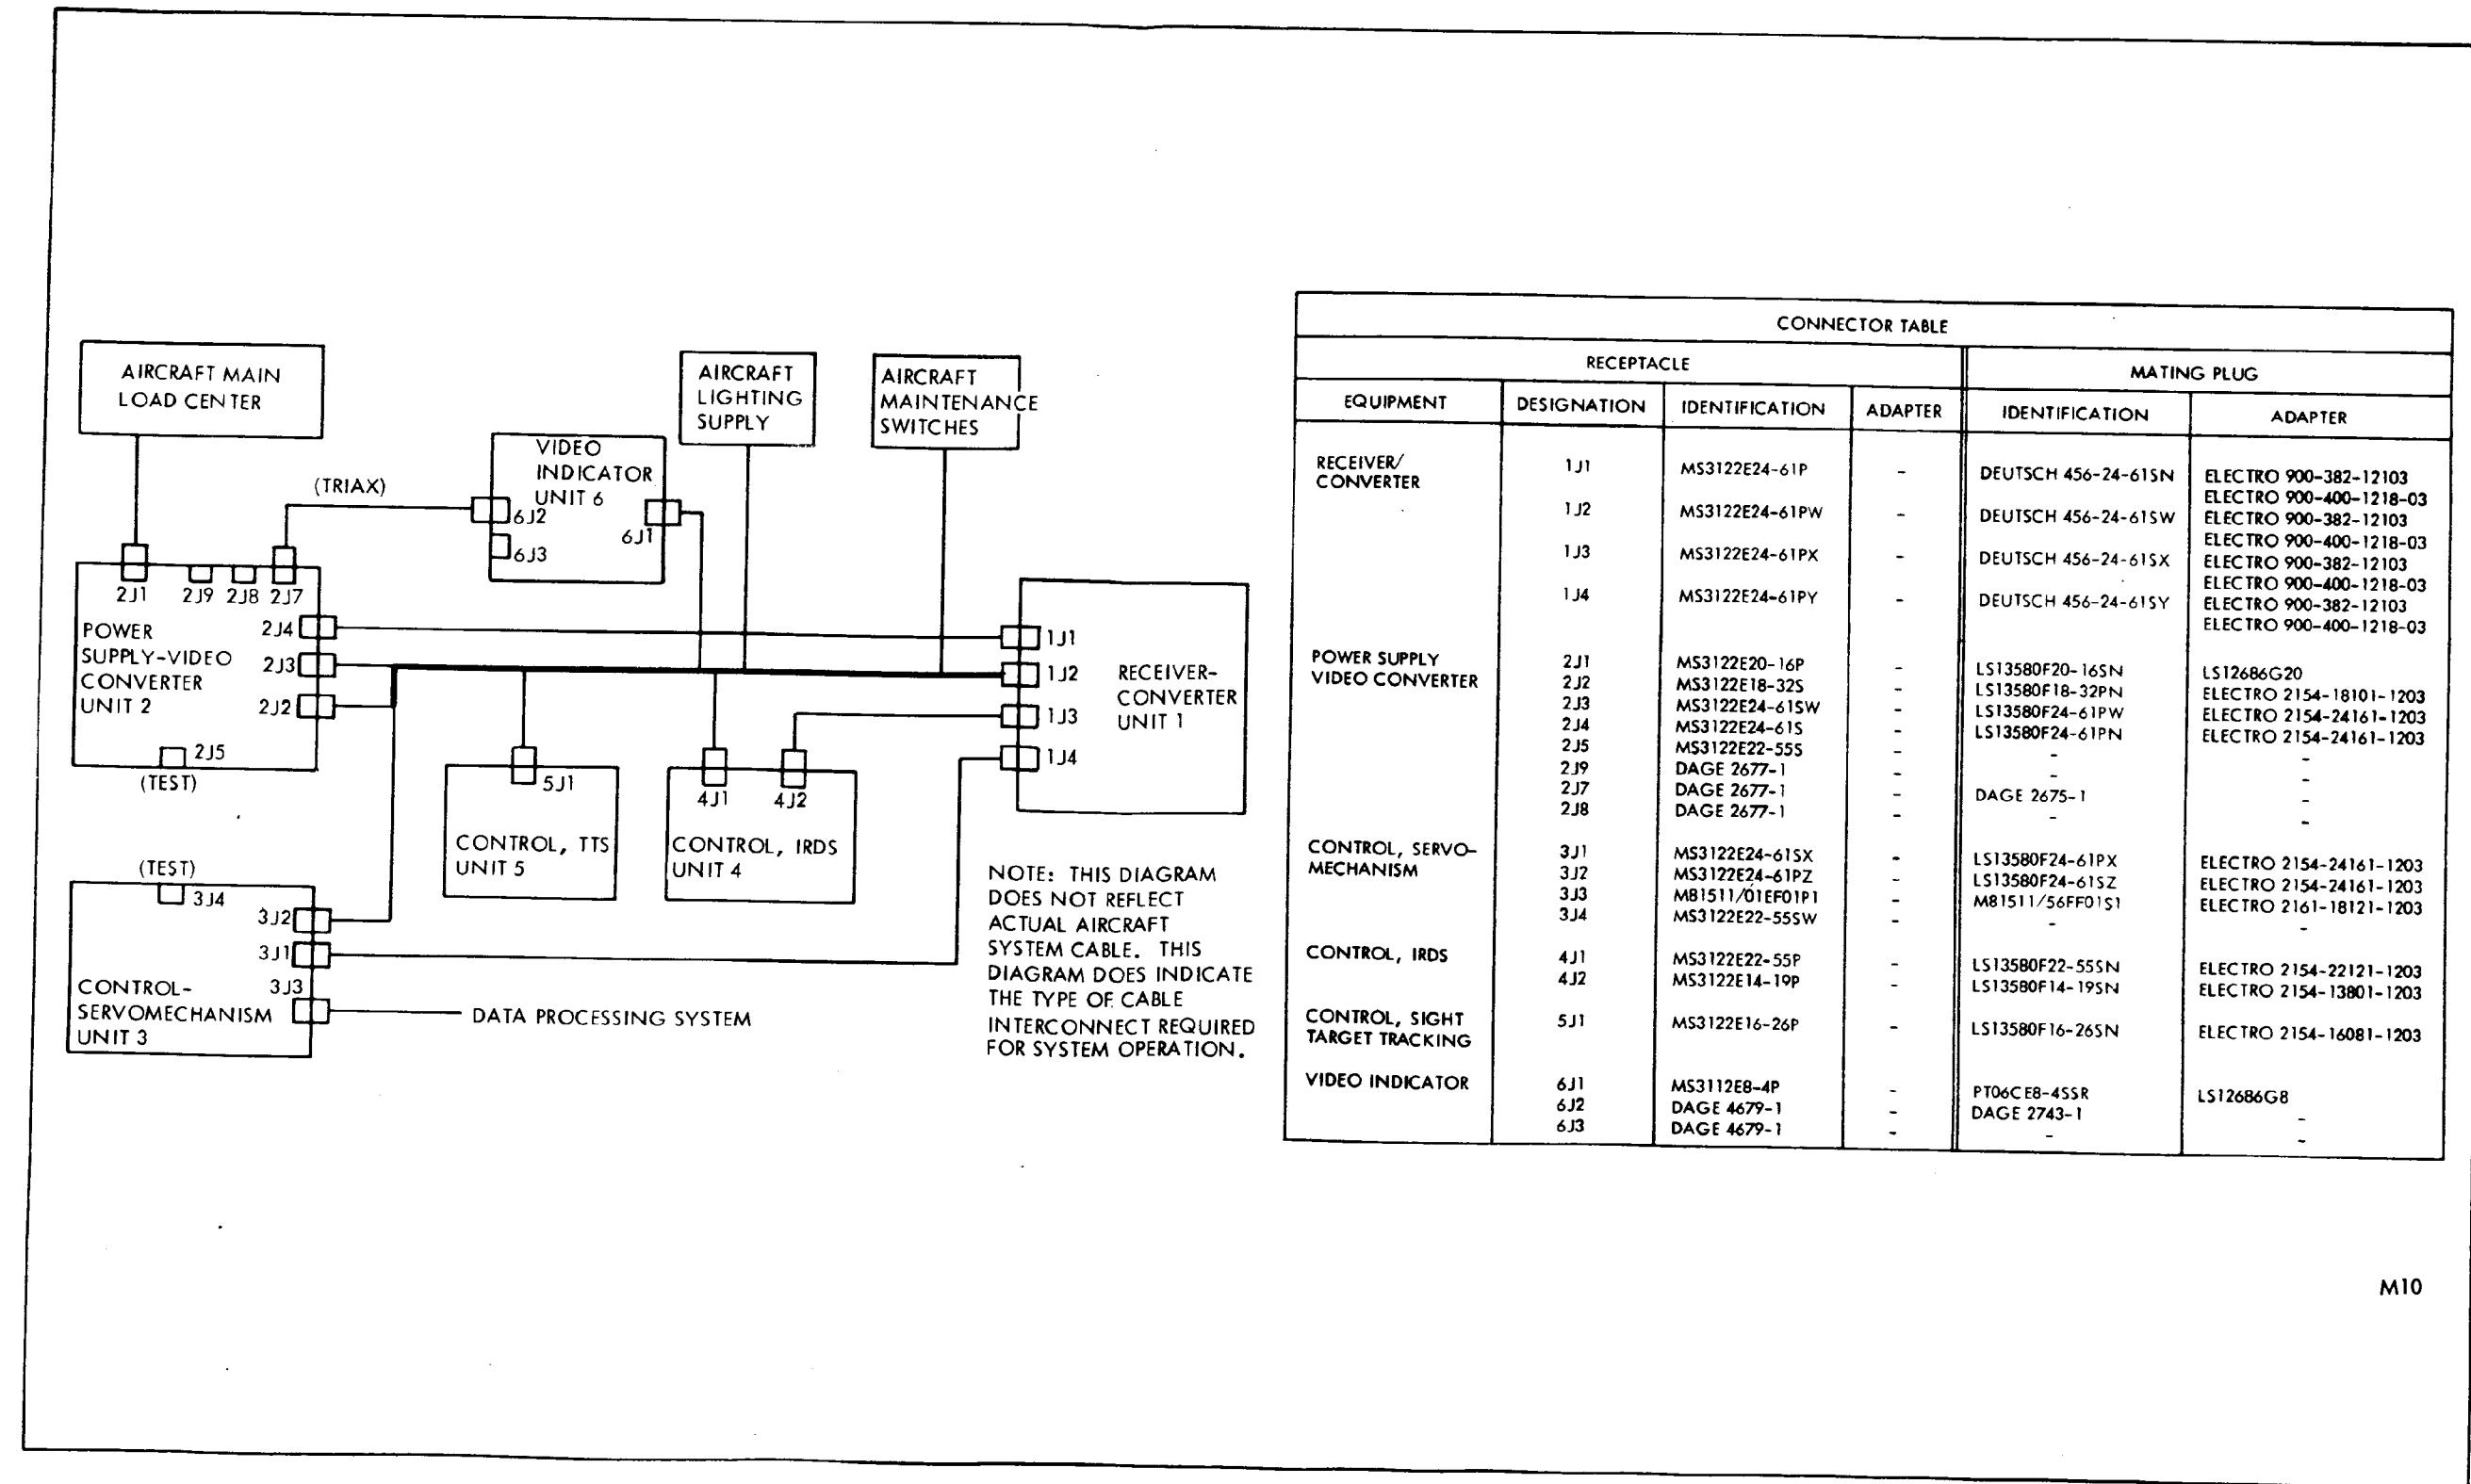 AIRCRAFT MAIN
LOAD CENTER
AIRCRAFT
LIGHTING
SUPPLY
AIRCRAFT
MAINTENANCE
SWITCHES
VIDEO
INDICATOR
UNIT 6
(TRIAX)
6J2
6J1
6J3
2J1 2J9 2J8 2J7
2J4
POWER
SUPPLY-VIDEO
CONVERTER
UNIT 2
2J3
2J2
2J5
(TEST)
1J1
1J2
1J3
1J4
RECEIVER-
CONVERTER
UNIT 1
5J1
CONTROL, TTS
UNIT 5
4J1 4J2
CONTROL, IRDS
UNIT 4
(TEST)
3J4
3J2
3J1
3J3
CONTROL-
SERVOMECHANISM
UNIT 3
DATA PROCESSING SYSTEM
NOTE: THIS DIAGRAM
DOES NOT REFLECT
ACTUAL AIRCRAFT
SYSTEM CABLE. THIS
DIAGRAM DOES INDICATE
THE TYPE OF CABLE
INTERCONNECT REQUIRED
FOR SYSTEM OPERATION.
CONNECTOR TABLE
RECEPTACLE MATING PLUG
EQUIPMENT DESIGNATION IDENTIFICATION ADAPTER IDENTIFICATION ADAPTER
RECEIVER/ 1J1 MS3122E24-61P - DEUTSCH 456-24-61SN ELECTRO 900-382-12103
CONVERTER ELECTRO 900-400-1218-03
1J2 MS3122E24-61PW - DEUTSCH 456-24-61SW ELECTRO 900-382-12103
ELECTRO 900-400-1218-03
1J3 MS3122E24-61PX - DEUTSCH 456-24-61SX ELECTRO 900-382-12103
ELECTRO 900-400-1218-03
1J4 MS3122E24-61PY - DEUTSCH 456-24-61SY ELECTRO 900-382-12103
ELECTRO 900-400-1218-03
POWER SUPPLY 2J1 MS3122E20-16P - LS13580F20-16SN LS12686G20
VIDEO CONVERTER 2J2 MS3122E18-32S - LS13580F18-32PN ELECTRO 2154-18101-1203
2J3 MS3122E24-61SW - LS13580F24-61PW ELECTRO 2154-24161-1203
2J4 MS3122E24-61S - LS13580F24-61PN ELECTRO 2154-24161-1203
2J5 MS3122E22-55S - - -
2J9 DAGE 2677-1 - - -
2J7 DAGE 2677-1 - DAGE 2675-1 -
2J8 DAGE 2677-1 - - -
CONTROL, SERVO- 3J1 MS3122E24-61SX - LS13580F24-61PX ELECTRO 2154-24161-1203
MECHANISM 3J2 MS3122E24-61PZ - LS13580F24-61SZ ELECTRO 2154-24161-1203
3J3 M81511/01EF01P1 - M81511/56FF01S1 ELECTRO 2161-18121-1203
3J4 MS3122E22-55SW - - -
CONTROL, IRDS 4J1 MS3122E22-55P - LS13580F22-55SN ELECTRO 2154-22121-1203
4J2 MS3122E14-19P - LS13580F14-19SN ELECTRO 2154-13801-1203
CONTROL, SIGHT 5J1 MS3122E16-26P - LS13580F16-26SN ELECTRO 2154-16081-1203
TARGET TRACKING
VIDEO INDICATOR 6J1 MS3112E8-4P - PT06CE8-4SSR LS12686G8
6J2 DAGE 4679-1 - DAGE 2743-1 -
6J3 DAGE 4679-1 - - -
M10